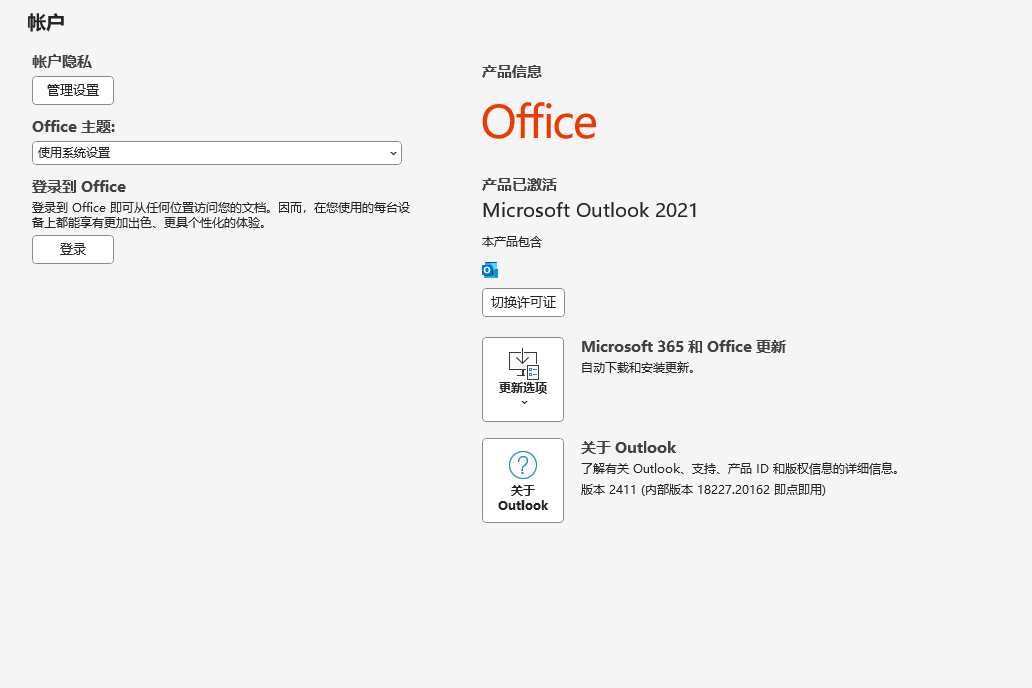 帐户
帐户隐私
管理设置
Office 主题:
使用系统设置
登录到 Office
登录到 Office 即可从任何位置访问您的文档。因而，在您使用的每台设
备上都能享有更加出色、更具个性化的体验。
登录
产品信息
Office
产品已激活
Microsoft Outlook 2021
本产品包含
切换许可证
更新选项
Microsoft 365 和 Office 更新
自动下载和安装更新。
关于
Outlook
关于 Outlook
了解有关 Outlook、支持、产品 ID 和版权信息的详细信息。
版本 2411 (内部版本 18227.20162 即点即用)